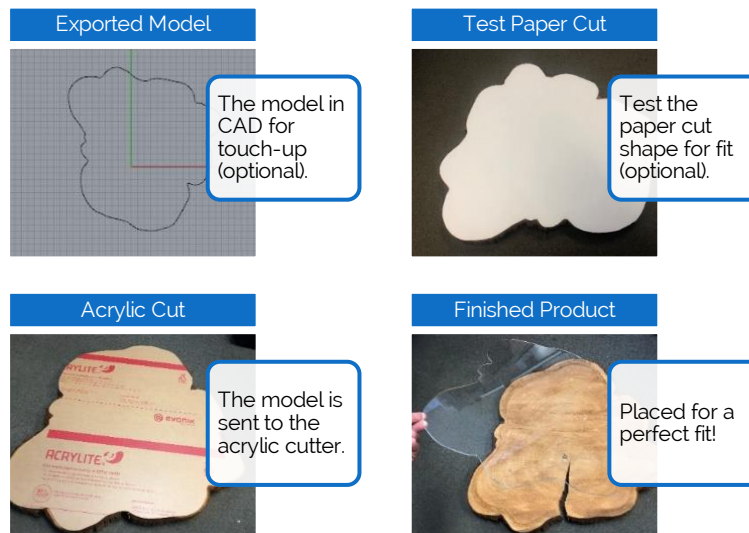 Exported Model
The model in
CAD for
touch-up
(optional).
Test Paper Cut
Test the
paper cut
shape for fit
(optional).
Acrylic Cut
RYLITE
evonik
ACRYLITE
The model is
sent to the
acrylic cutter.
Finished Product
Placed for a
perfect fit!